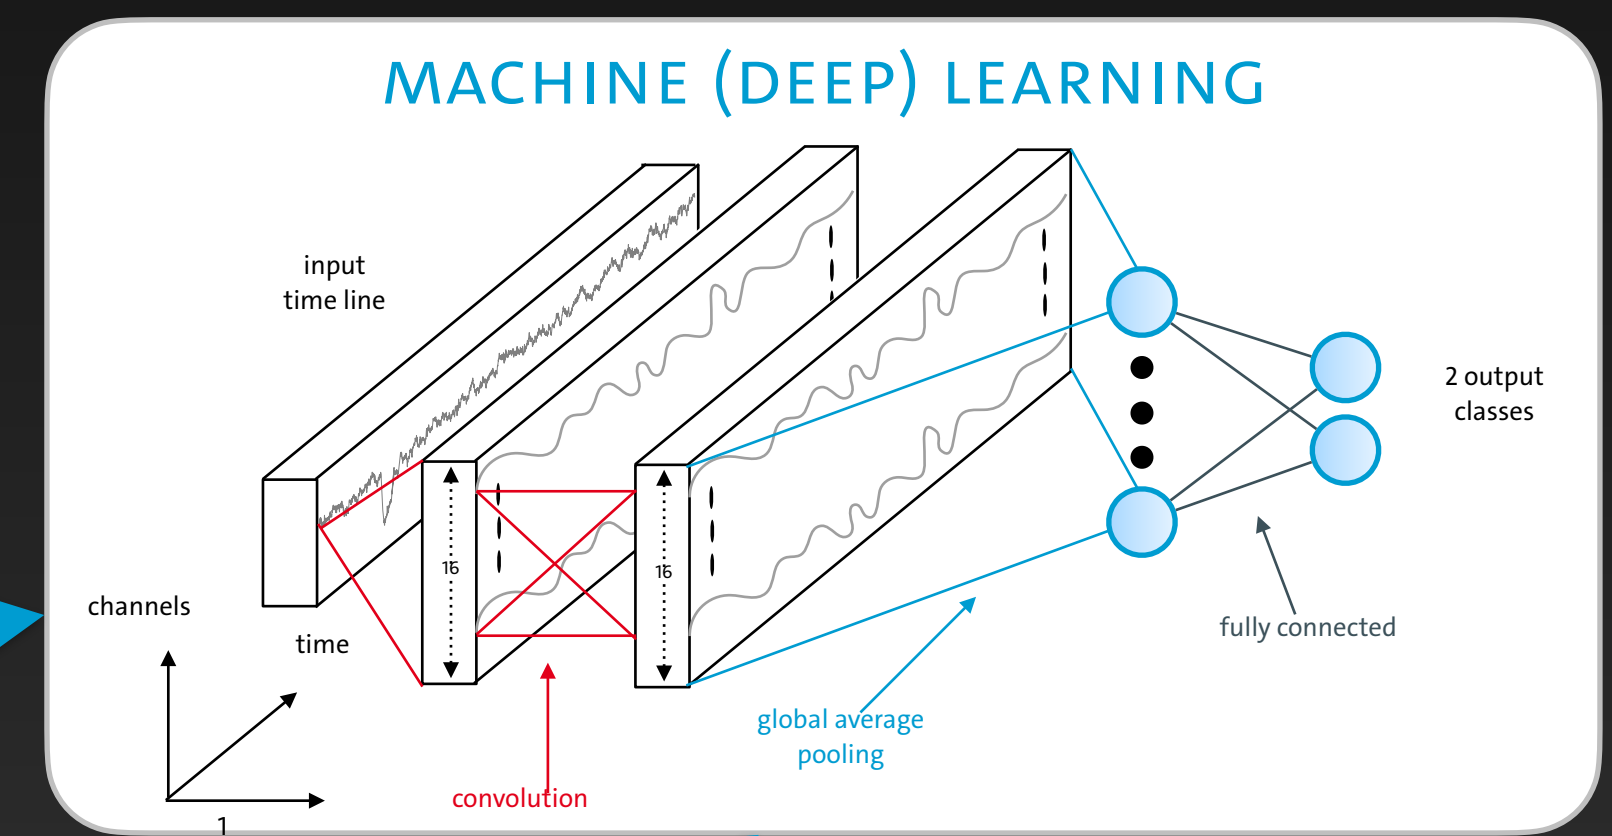 MACHINE (DEEP) LEARNING
input
time line
2 output
classes
16
16
channels
time
fully connected
global average
pooling
convolution
1